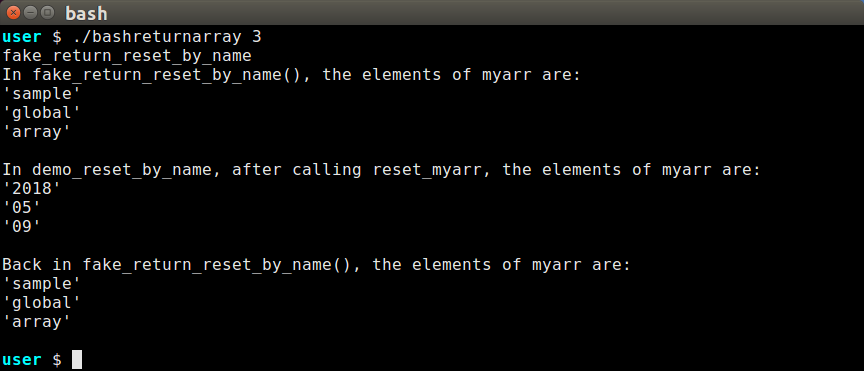 bash
user $ ./bashreturnarray 3
fake_return_reset_by_name
In fake_return_reset_by_name(), the elements of myarr are:
'sample'
'global'
'array'
In demo_reset_by_name, after calling reset_myarr, the elements of myarr are:
'2018'
'05'
'09'
Back in fake_return_reset_by_name(), the elements of myarr are:
'sample'
'global'
'array'
user $